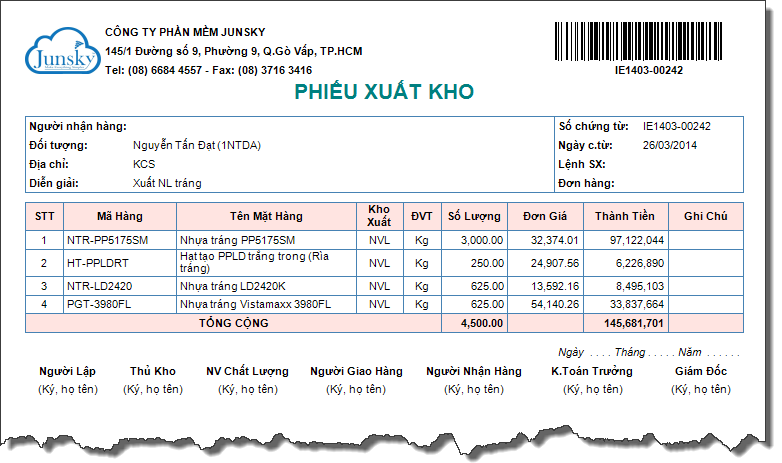 Junsky
CÔNG TY PHẦN MỀM JUNSKY
145/1 Đường số 9, Phường 9, Q.Gò Vấp, TP.HCM
Tel: (08) 6684 4557 - Fax: (08) 3716 3416
IE1403-00242
PHIẾU XUẤT KHO
Người nhận hàng:
Đối tượng: Nguyễn Tấn Đạt (1NTDA)
Địa chỉ: KCS
Diễn giải: Xuất NL tráng
Số chứng từ: IE1403-00242
Ngày c.từ: 26/03/2014
Lệnh SX:
Đơn hàng:
STT Mã Hàng Tên Mặt Hàng Kho Xuất ĐVT Số Lượng Đơn Giá Thành Tiền Ghi Chú
1 NTR-PP5175SM Nhựa tráng PP5175SM NVL Kg 3,000.00 32,374.01 97,122,044
2 HT-PPLDRT Hạt tạo PPLD trắng trong (Rìa tráng) NVL Kg 250.00 24,907.56 6,226,890
3 NTR-LD2420 Nhựa tráng LD2420K NVL Kg 625.00 13,592.16 8,495,103
4 PGT-3980FL Nhựa tráng Vistamaxx 3980FL NVL Kg 625.00 54,140.26 33,837,664
TỔNG CỘNG 4,500.00 145,681,701
Ngày . . . . Tháng . . . . . Năm . . . . . .
Người Lập Thủ Kho NV Chất Lượng Người Giao Hàng Người Nhận Hàng K.Toán Trưởng Giám Đốc
(Ký, họ tên) (Ký, họ tên) (Ký, họ tên) (Ký, họ tên) (Ký, họ tên) (Ký, họ tên) (Ký, họ tên)